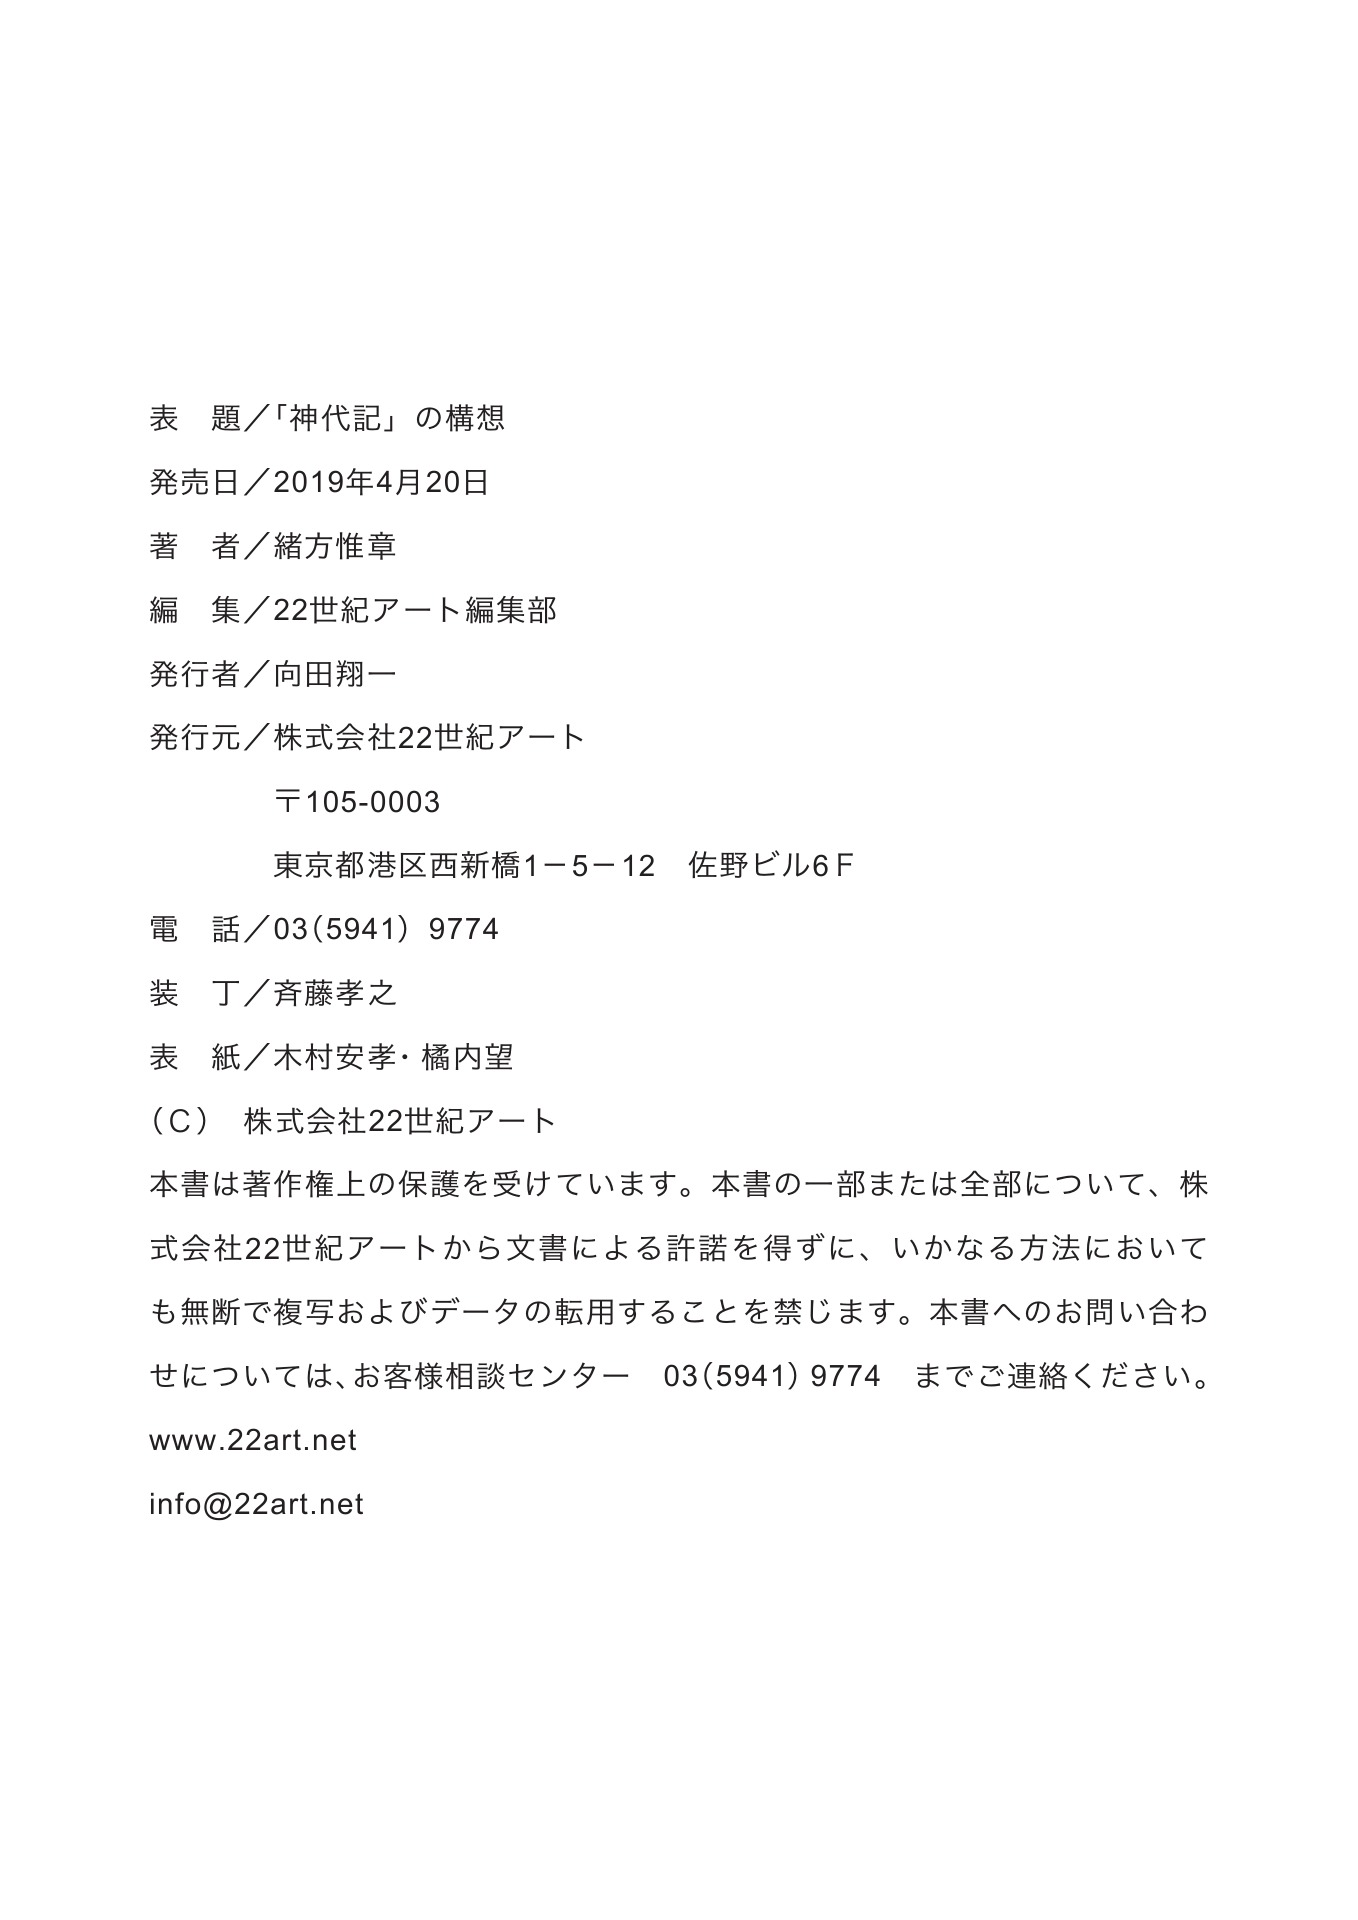 表　題／「神代記」の構想
発売日／2019年4月20日
著　者／緒方惟章
編　集／22世紀アート編集部
発行者／向田翔一
発行元／株式会社22世紀アート
〒105-0003
東京都港区西新橋1－5－12　佐野ビル6Ｆ
電　話／03（5941）9774
装　丁／斉藤孝之
表　紙／木村安孝・橘内望
（Ｃ）　株式会社22世紀アート
本書は著作権上の保護を受けています。本書の一部または全部について、株
式会社22世紀アートから文書による許諾を得ずに、いかなる方法において
も無断で複写およびデータの転用することを禁じます。本書へのお問い合わ
せについては、お客様相談センター　03（5941）9774　までご連絡ください。
www.22art.net
info@22art.net